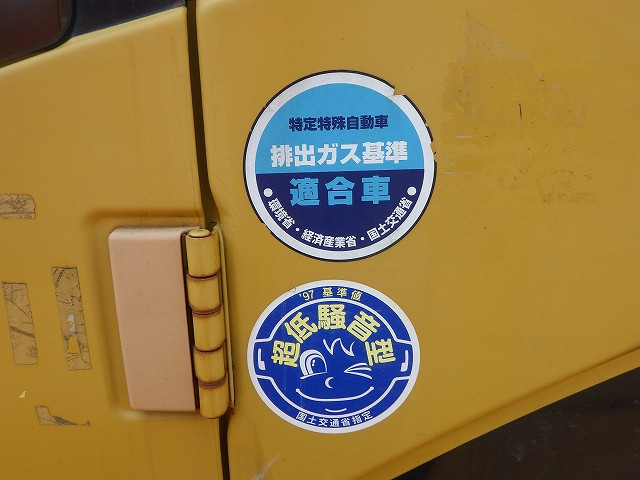 特定特殊自動車
排出ガス基準
適合車
環境省・経済産業省・国土交通省
'97 基準値
超低騒音型
国土交通省指定